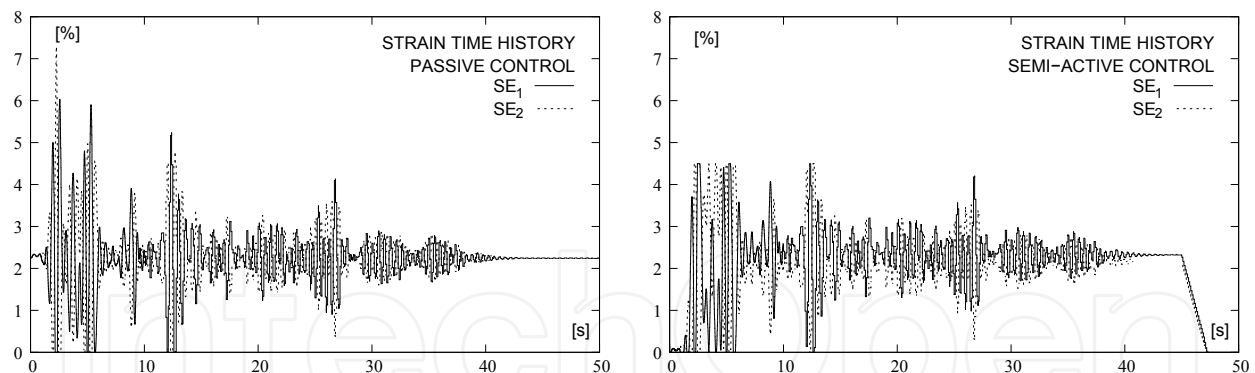 8
7
6
5
4
3
2
1
0
[%]
STRAIN TIME HISTORY
PASSIVE CONTROL
SE1
SE2
[s]
0 10 20 30 40 50
8
7
6
5
4
3
2
1
0
[%]
STRAIN TIME HISTORY
SEMI−ACTIVE CONTROL
SE1
SE2
[s]
0 10 20 30 40 50